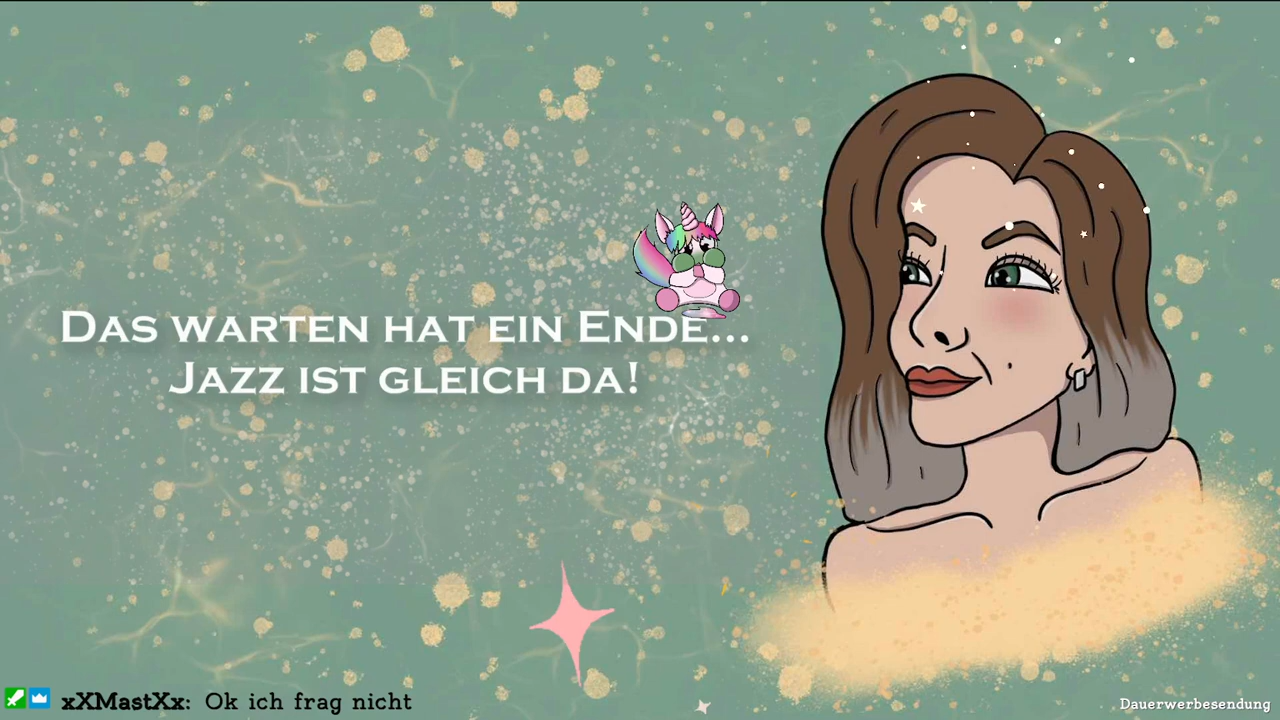 Das warten hat ein Ende...
Jazz ist gleich da!
xXMastXx: Ok ich frag nicht
Dauerwerbesendung